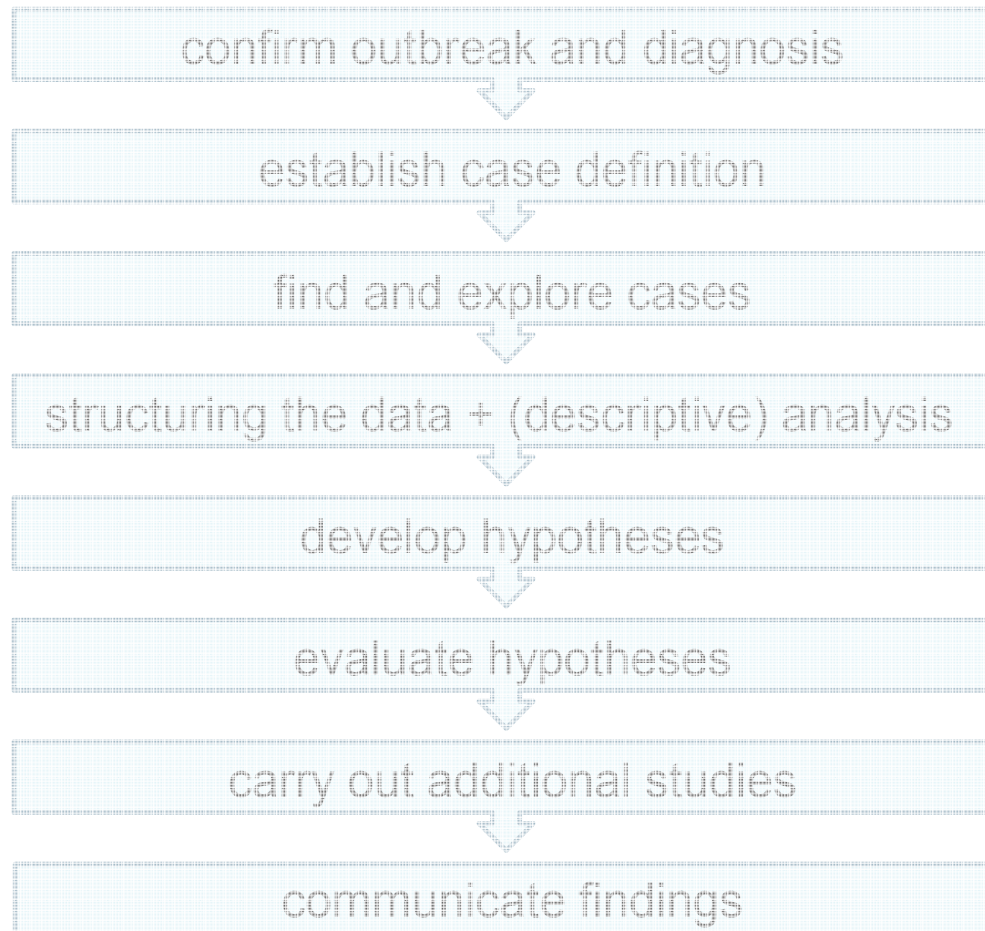 confirm outbreak and diagnosis
establish case definition
find and explore cases
structuring the data + (descriptive) analysis
develop hypotheses
evaluate hypotheses
carry out additional studies
communicate findings